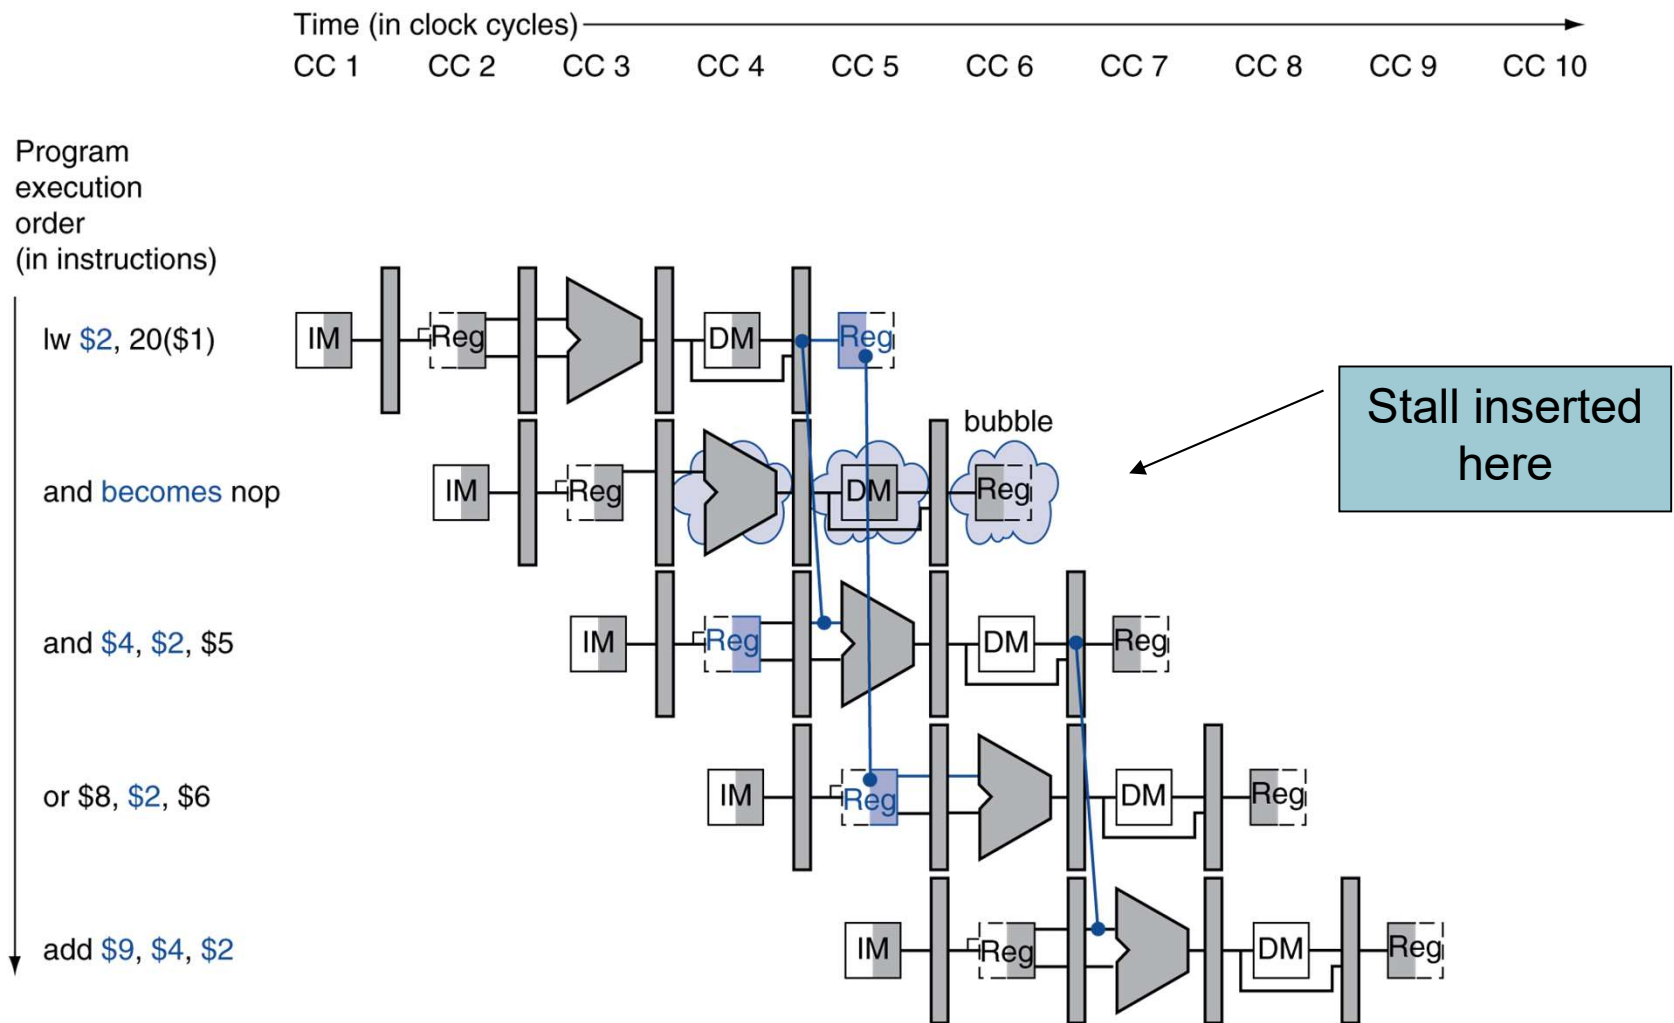 Time (in clock cycles)
CC 1 CC 2 CC 3 CC 4 CC 5 CC 6 CC 7 CC 8 CC 9 CC 10
Program
execution
order
(in instructions)
lw $2, 20($1)
IM Reg DM Reg
Stall inserted
here
bubble
and becomes nop
IM Reg DM Reg
and $4, $2, $5
IM Reg DM Reg
or $8, $2, $6
IM Reg DM Reg
add $9, $4, $2
IM Reg DM Reg